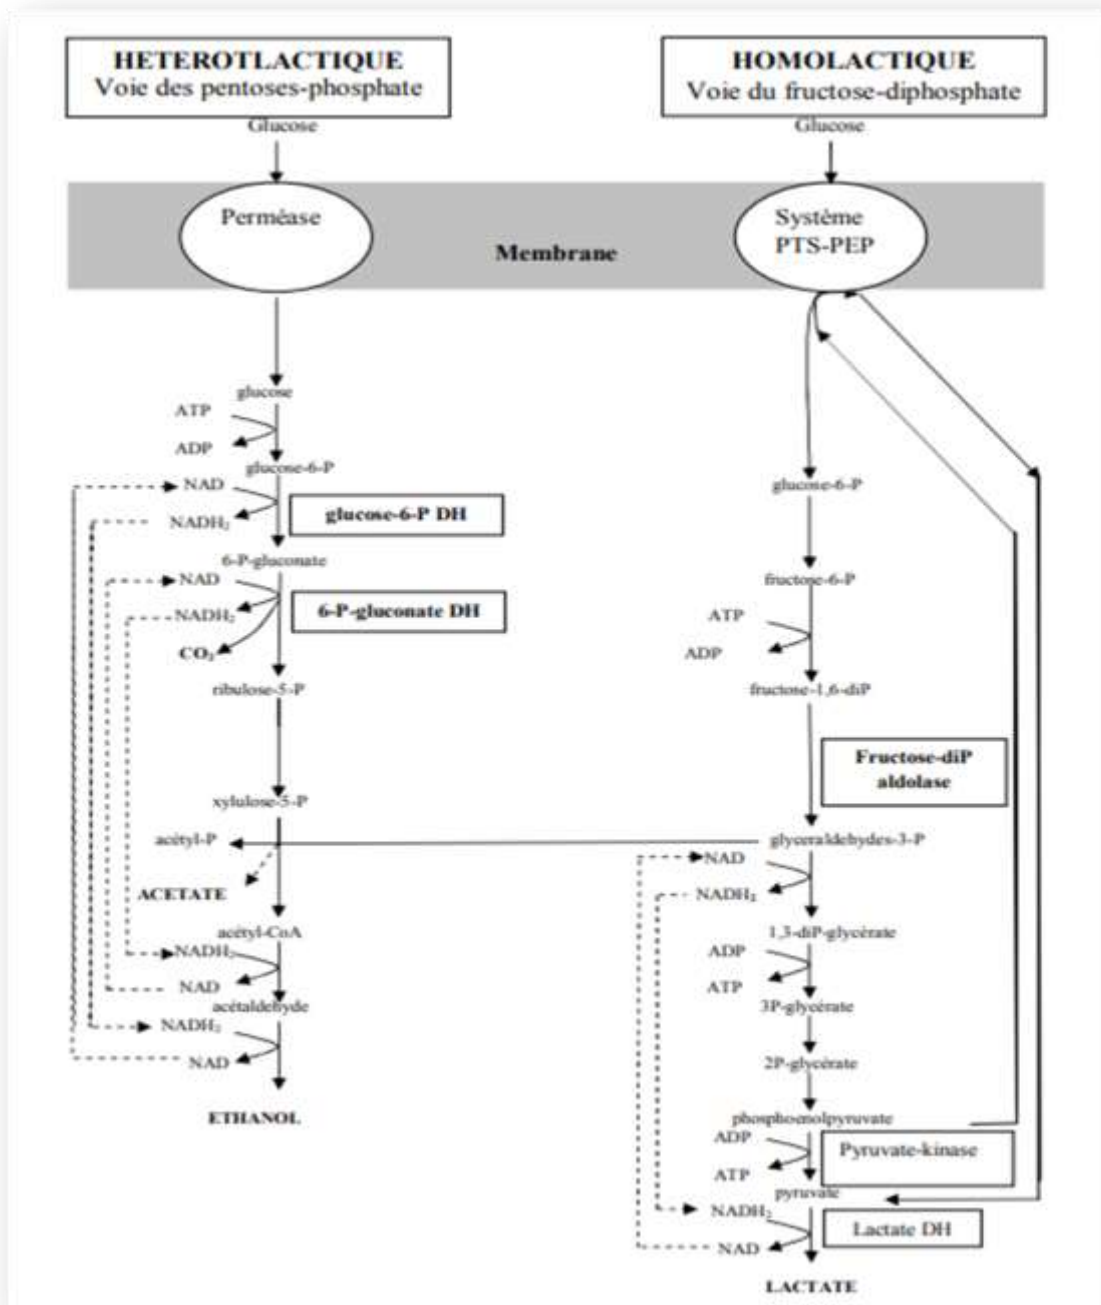 HETEROTLACTIQUE
Voie des pentoses-phosphate
Glucose
Perméase
glucose
ATP
ADP
glucose-6-P
NAD
NADH₂
glucose-6-P DH
6-P-gluconate
NAD
NADH₂
6-P-gluconate DH
CO₂
ribulose-5-P
xylulose-5-P
acétyl-P
ACETATE
acétyl-CoA
NADH₂
NAD
acétaldehyde
NADH₂
NAD
ETHANOL
Membrane
HOMOLACTIQUE
Voie du fructose-diphosphate
Glucose
Système
PTS-PEP
glucose-6-P
fructose-6-P
ATP
ADP
fructose-1,6-diP
Fructose-diP
aldolase
glyceraldehydes-3-P
NAD
NADH₂
1,3-diP-glycérate
ADP
ATP
3P-glycérate
2P-glycérate
phosphoenolpyruvate
ADP
ATP
Pyruvate-kinase
pyruvate
NADH₂
NAD
Lactate DH
LACTATE